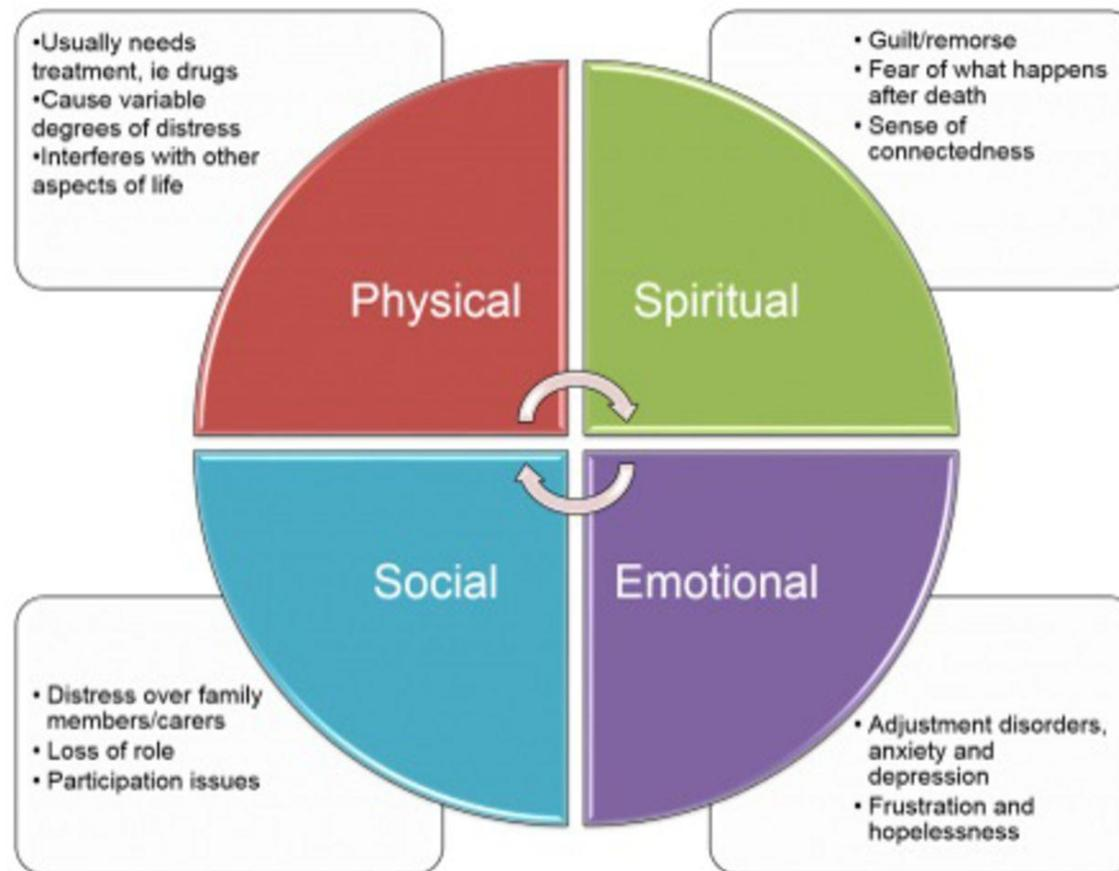 •Usually needs
treatment, ie drugs
•Cause variable
degrees of distress
•Interferes with other
aspects of life
• Guilt/remorse
• Fear of what happens
after death
• Sense of
connectedness
Physical
Spiritual
Social
Emotional
• Distress over family
members/carers
• Loss of role
• Participation issues
• Adjustment disorders,
anxiety and
depression
• Frustration and
hopelessness